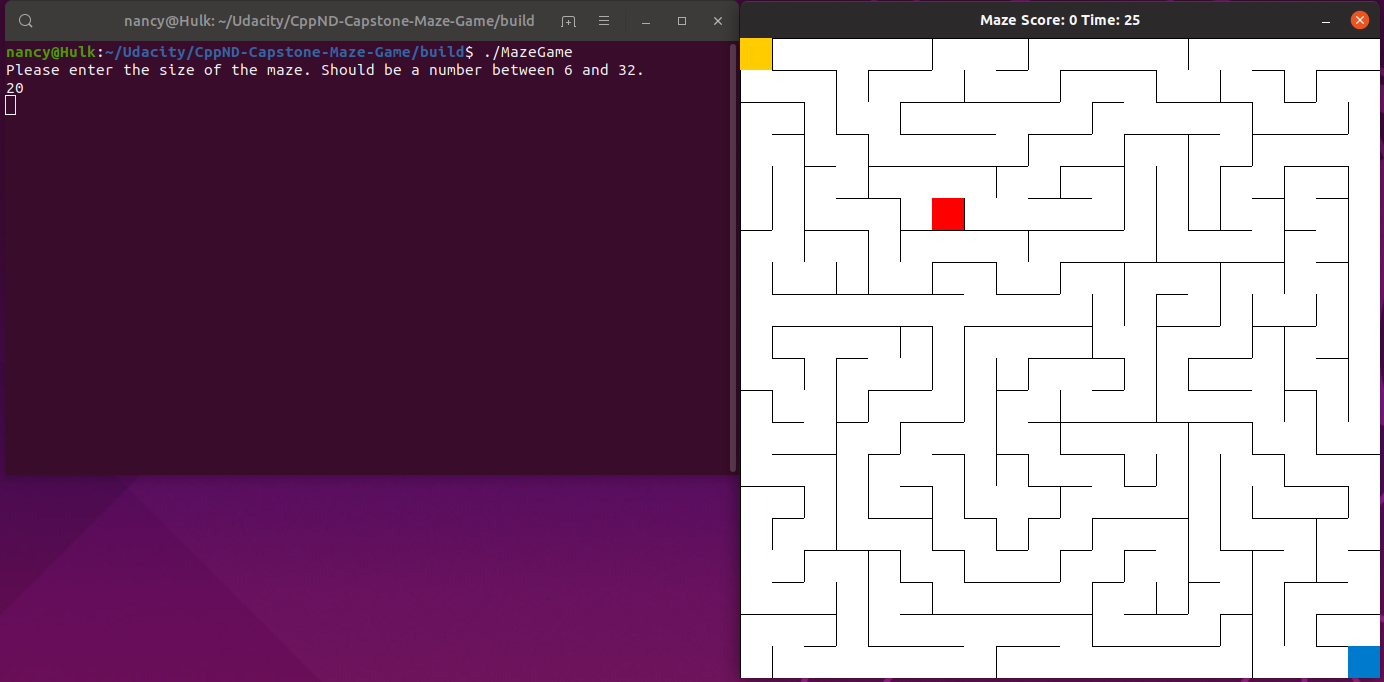 nancy@Hulk: ~/Udacity/CppND-Capstone-Maze-Game/build
nancy@Hulk:~/Udacity/CppND-Capstone-Maze-Game/build$ ./MazeGame
Please enter the size of the maze. Should be a number between 6 and 32.
20
Maze Score: 0 Time: 25